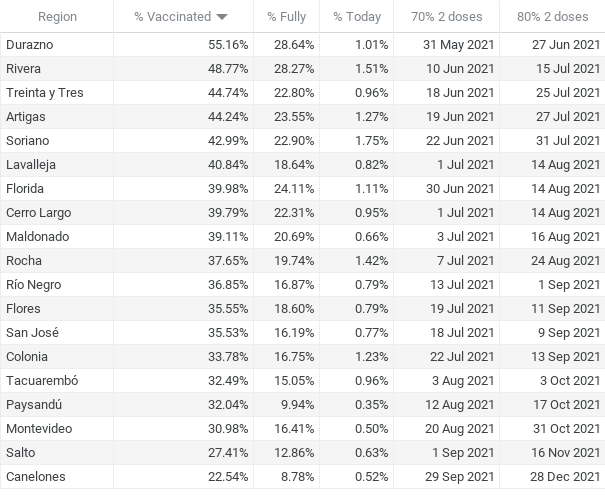 Region % Vaccinated % Fully % Today 70% 2 doses 80% 2 doses
Durazno 55.16% 28.64% 1.01% 31 May 2021 27 Jun 2021
Rivera 48.77% 28.27% 1.51% 10 Jun 2021 15 Jul 2021
Treinta y Tres 44.74% 22.80% 0.96% 18 Jun 2021 25 Jul 2021
Artigas 44.24% 23.55% 1.27% 19 Jun 2021 27 Jul 2021
Soriano 42.99% 22.90% 1.75% 22 Jun 2021 31 Jul 2021
Lavalleja 40.84% 18.64% 0.82% 1 Jul 2021 14 Aug 2021
Florida 39.98% 24.11% 1.11% 30 Jun 2021 14 Aug 2021
Cerro Largo 39.79% 22.31% 0.95% 1 Jul 2021 14 Aug 2021
Maldonado 39.11% 20.69% 0.66% 3 Jul 2021 16 Aug 2021
Rocha 37.65% 19.74% 1.42% 7 Jul 2021 24 Aug 2021
Río Negro 36.85% 16.87% 0.79% 13 Jul 2021 1 Sep 2021
Flores 35.55% 18.60% 0.79% 19 Jul 2021 11 Sep 2021
San José 35.53% 16.19% 0.77% 18 Jul 2021 9 Sep 2021
Colonia 33.78% 16.75% 1.23% 22 Jul 2021 13 Sep 2021
Tacuarembó 32.49% 15.05% 0.96% 3 Aug 2021 3 Oct 2021
Paysandú 32.04% 9.94% 0.35% 12 Aug 2021 17 Oct 2021
Montevideo 30.98% 16.41% 0.50% 20 Aug 2021 31 Oct 2021
Salto 27.41% 12.86% 0.63% 1 Sep 2021 16 Nov 2021
Canelones 22.54% 8.78% 0.52% 29 Sep 2021 28 Dec 2021